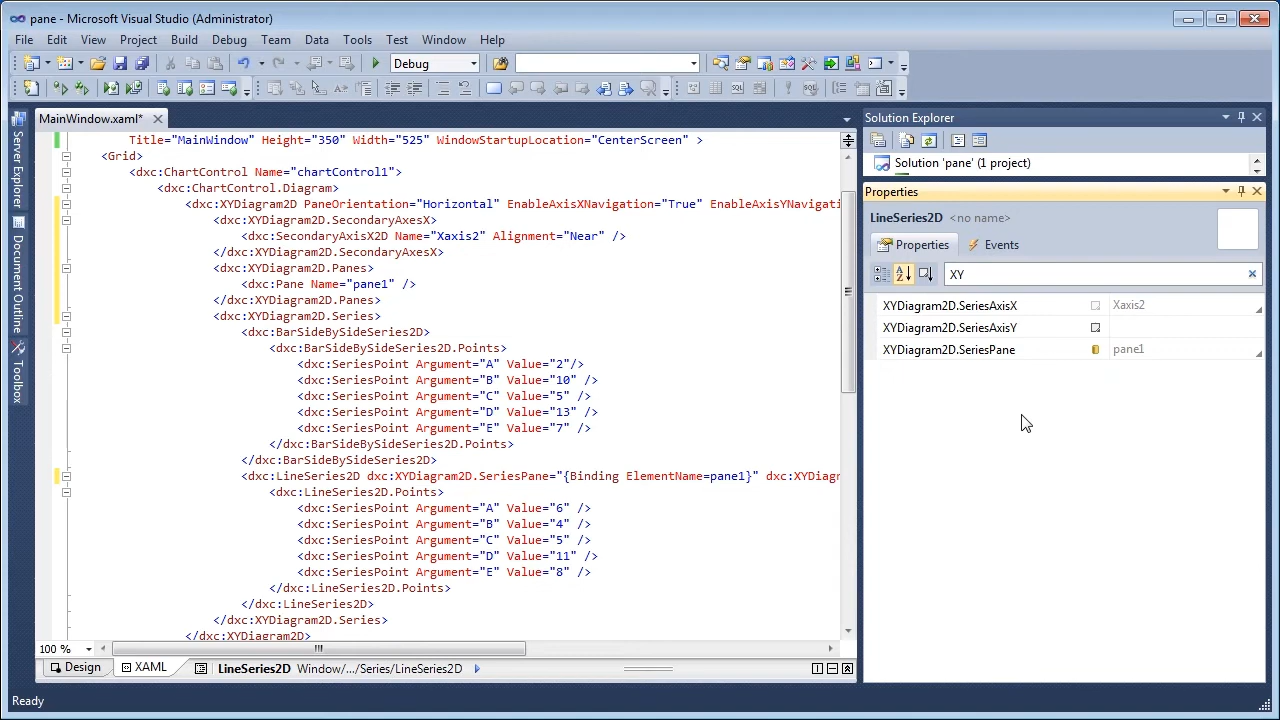 pane - Microsoft Visual Studio (Administrator)
File Edit View Project Build Debug Team Data Tools Test Window Help
Debug
MainWindow.xaml*
Title="MainWindow" Height="350" Width="525" WindowStartupLocation="CenterScreen" >
<Grid>
<dxc:ChartControl Name="chartControl1">
<dxc:ChartControl.Diagram>
<dxc:XYDiagram2D PaneOrientation="Horizontal" EnableAxisXNavigation="True" EnableAxisYNavigati
<dxc:XYDiagram2D.SecondaryAxesX>
<dxc:SecondaryAxisX2D Name="Xaxis2" Alignment="Near" />
</dxc:XYDiagram2D.SecondaryAxesX>
<dxc:XYDiagram2D.Panes>
<dxc:Pane Name="pane1" />
</dxc:XYDiagram2D.Panes>
<dxc:XYDiagram2D.Series>
<dxc:BarSideBySideSeries2D>
<dxc:BarSideBySideSeries2D.Points>
<dxc:SeriesPoint Argument="A" Value="2"/>
<dxc:SeriesPoint Argument="B" Value="10" />
<dxc:SeriesPoint Argument="C" Value="5" />
<dxc:SeriesPoint Argument="D" Value="13" />
<dxc:SeriesPoint Argument="E" Value="7" />
</dxc:BarSideBySideSeries2D.Points>
</dxc:BarSideBySideSeries2D>
<dxc:LineSeries2D dxc:XYDiagram2D.SeriesPane="{Binding ElementName=pane1}" dxc:XYDiagr
<dxc:LineSeries2D.Points>
<dxc:SeriesPoint Argument="A" Value="6" />
<dxc:SeriesPoint Argument="B" Value="4" />
<dxc:SeriesPoint Argument="C" Value="5" />
<dxc:SeriesPoint Argument="D" Value="11" />
<dxc:SeriesPoint Argument="E" Value="8" />
</dxc:LineSeries2D.Points>
</dxc:LineSeries2D>
</dxc:XYDiagram2D.Series>
</dxc:XYDiagram2D>
100 %
Design XAML LineSeries2D Window/.../Series/LineSeries2D
Ready
Server Explorer
Document Outline
Toolbox
Solution Explorer
Solution 'pane' (1 project)
Properties
LineSeries2D <no name>
Properties Events
XY
XYDiagram2D.SeriesAxisX Xaxis2
XYDiagram2D.SeriesAxisY
XYDiagram2D.SeriesPane pane1